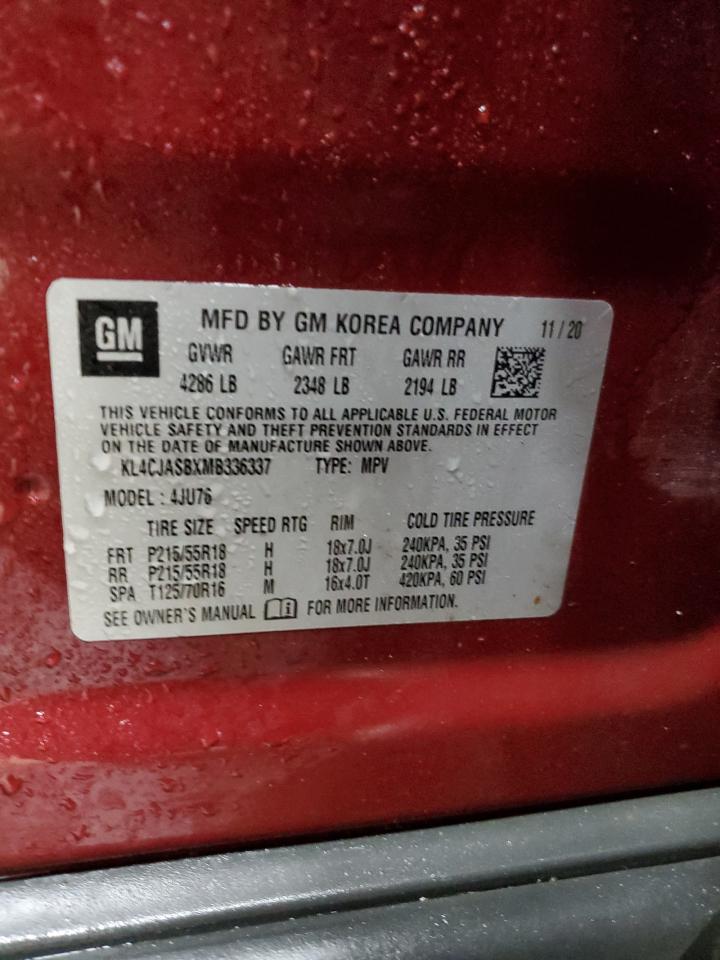 GM
MFD BY GM KOREA COMPANY 11/20
GVWR GAWR FRT GAWR RR
4286 LB 2348 LB 2194 LB
THIS VEHICLE CONFORMS TO ALL APPLICABLE U.S. FEDERAL MOTOR
VEHICLE SAFETY AND THEFT PREVENTION STANDARDS IN EFFECT
ON THE DATE OF MANUFACTURE SHOWN ABOVE.
KL4CJASBXMB336337 TYPE: MPV
MODEL : 4JU76
TIRE SIZE SPEED RTG RIM COLD TIRE PRESSURE
FRT P215/55R18 H 18x7.0J 240KPA, 35 PSI
RR P215/55R18 H 18x7.0J 240KPA, 35 PSI
SPA T125/70R16 M 16x4.0T 420KPA, 60 PSI
SEE OWNER'S MANUAL FOR MORE INFORMATION.